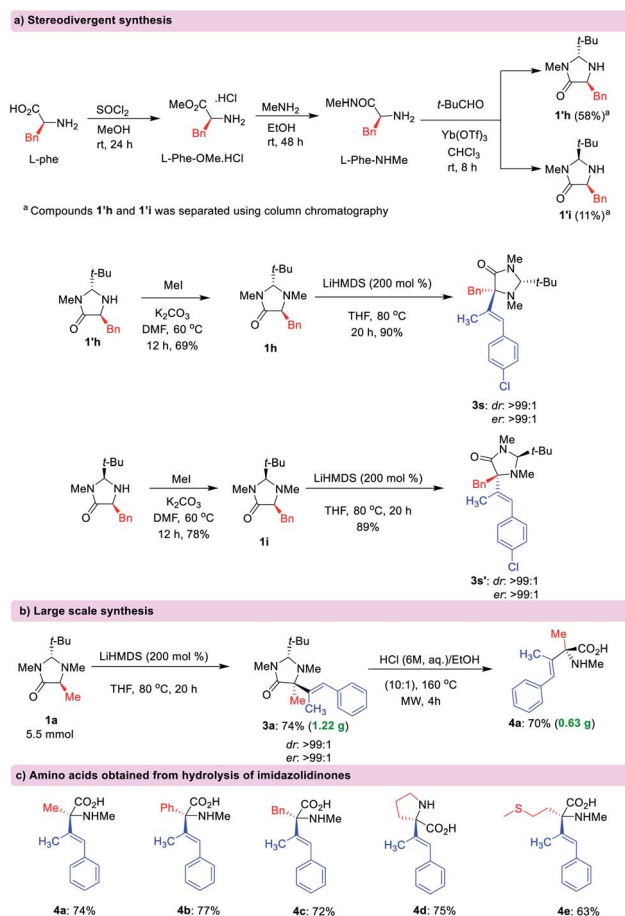 a) Stereodivergent synthesis
HO₂C
NH₂
Bn
L-phe
SOCl2
MeOH
rt, 24 h
.HCl
MeO₂C
NH₂
Bn
L-Phe-OMe.HCl
MeNH₂
EtOH
rt, 48 h
MeHNOC
NH₂
Bn
L-Phe-NHMe
t-BuCHO
Yb(OTf)₃
CHCl₃
rt, 8 h
t-Bu
MeN NH
O
Bn
1'h (58%)ᵃ
t-Bu
MeN NH
O
Bn
1'i (11%)ᵃ
ᵃ Compounds 1'h and 1'i was separated using column chromatography
t-Bu
MeN NH
O
Bn
1'h
MeI
K₂CO₃
DMF, 60 °C
12 h, 69%
t-Bu
MeN N-Me
O
Bn
1h
LiHMDS (200 mol %)
THF, 80 °C
20 h, 90%
Me
O N
t-Bu
Bn N
Me
H₃C
Cl
3s: dr: >99:1
er: >99:1
t-Bu
MeN NH
O
Bn
MeI
K₂CO₃
DMF, 60 °C
12 h, 78%
t-Bu
MeN N-Me
O
Bn
1i
LiHMDS (200 mol %)
THF, 80 °C, 20 h
89%
Me
O N
t-Bu
Bn N-Me
H₃C
Cl
3s': dr: >99:1
er: >99:1
b) Large scale synthesis
t-Bu
MeN N-Me
O
Me
1a
5.5 mmol
LiHMDS (200 mol %)
THF, 80 °C, 20 h
t-Bu
MeN NMe
O
Me
CH₃
3a: 74% (1.22 g)
dr: >99:1
er: >99:1
HCl (6M, aq.)/EtOH
(10:1), 160 °C
MW, 4h
Me
CO₂H
H₃C
NHMe
4a: 70% (0.63 g)
c) Amino acids obtained from hydrolysis of imidazolidinones
Me CO₂H
NHMe
H₃C
4a: 74%
Ph CO₂H
NHMe
H₃C
4b: 77%
Bn CO₂H
NHMe
H₃C
4c: 72%
NH
CO₂H
H₃C
4d: 75%
S CO₂H
NHMe
H₃C
4e: 63%